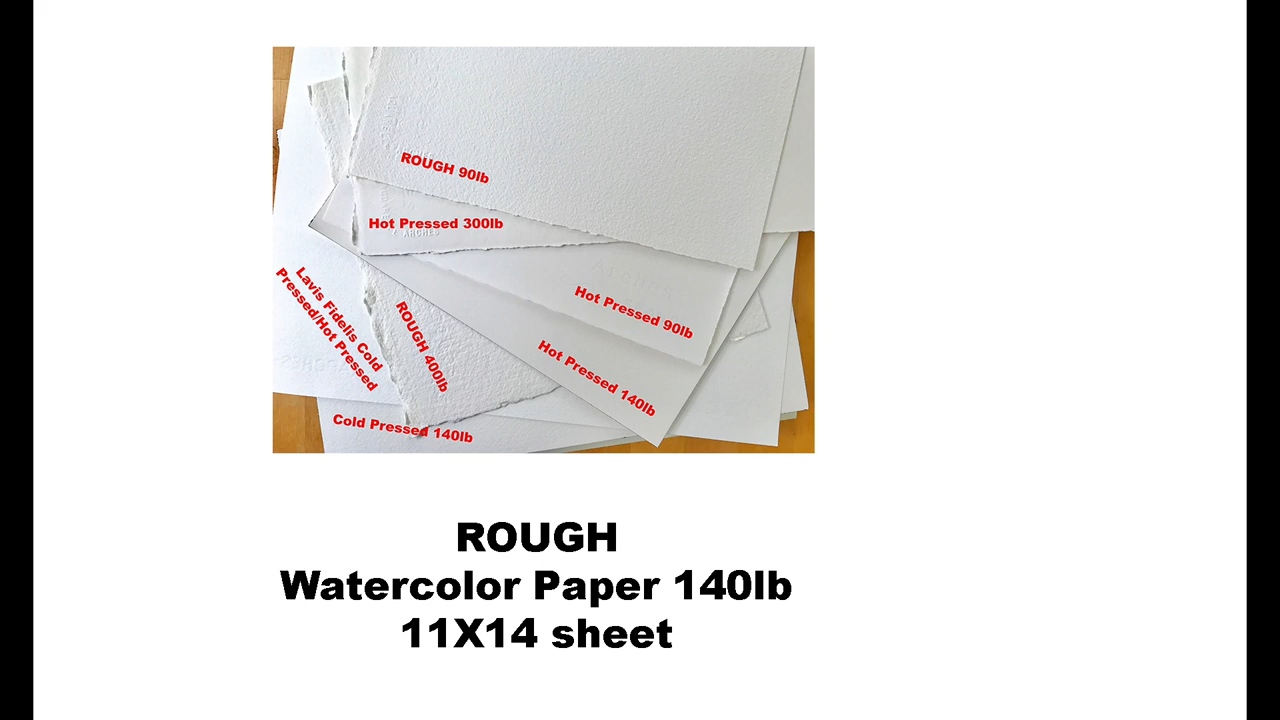 ROUGH 90lb
Hot Pressed 300lb
ARCHES
Hot Pressed 90lb
Lavis Fidelis Cold
Pressed/Hot Pressed
ROUGH 400lb
Hot Pressed 140lb
Cold Pressed 140lb
ROUGH
Watercolor Paper 140lb
11X14 sheet